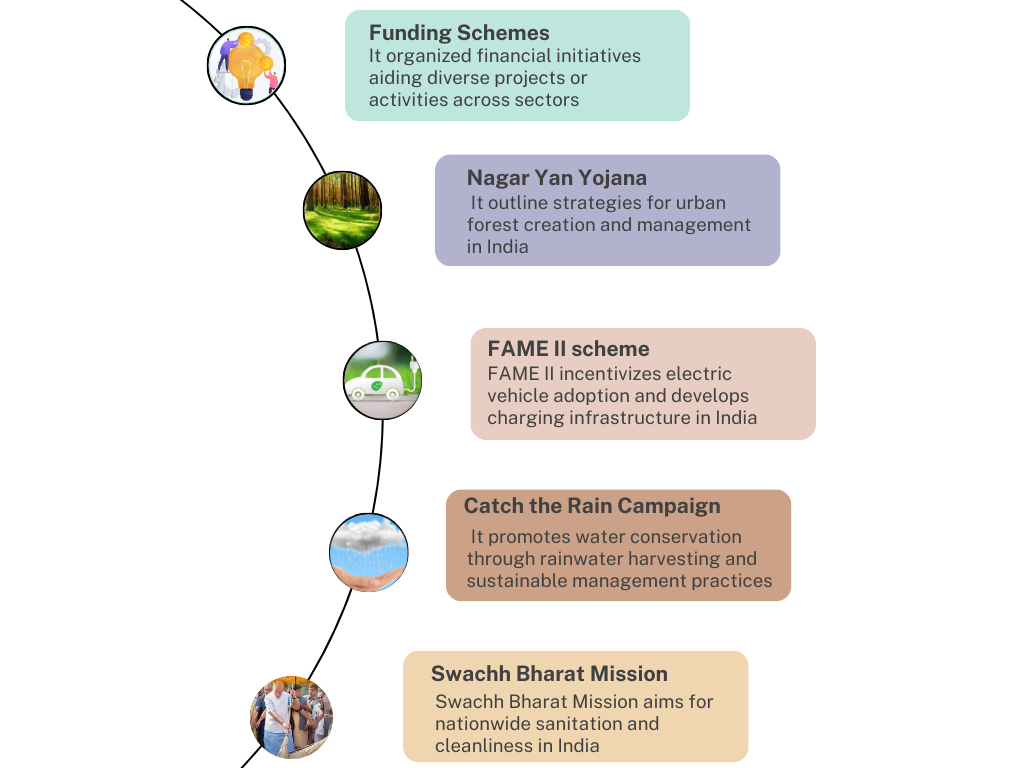 Funding Schemes
It organized financial initiatives
aiding diverse projects or
activities across sectors
Nagar Yan Yojana
It outline strategies for urban
forest creation and management
in India
FAME II scheme
FAME II incentivizes electric
vehicle adoption and develops
charging infrastructure in India
Catch the Rain Campaign
It promotes water conservation
through rainwater harvesting and
sustainable management practices
Swachh Bharat Mission
Swachh Bharat Mission aims for
nationwide sanitation and
cleanliness in India